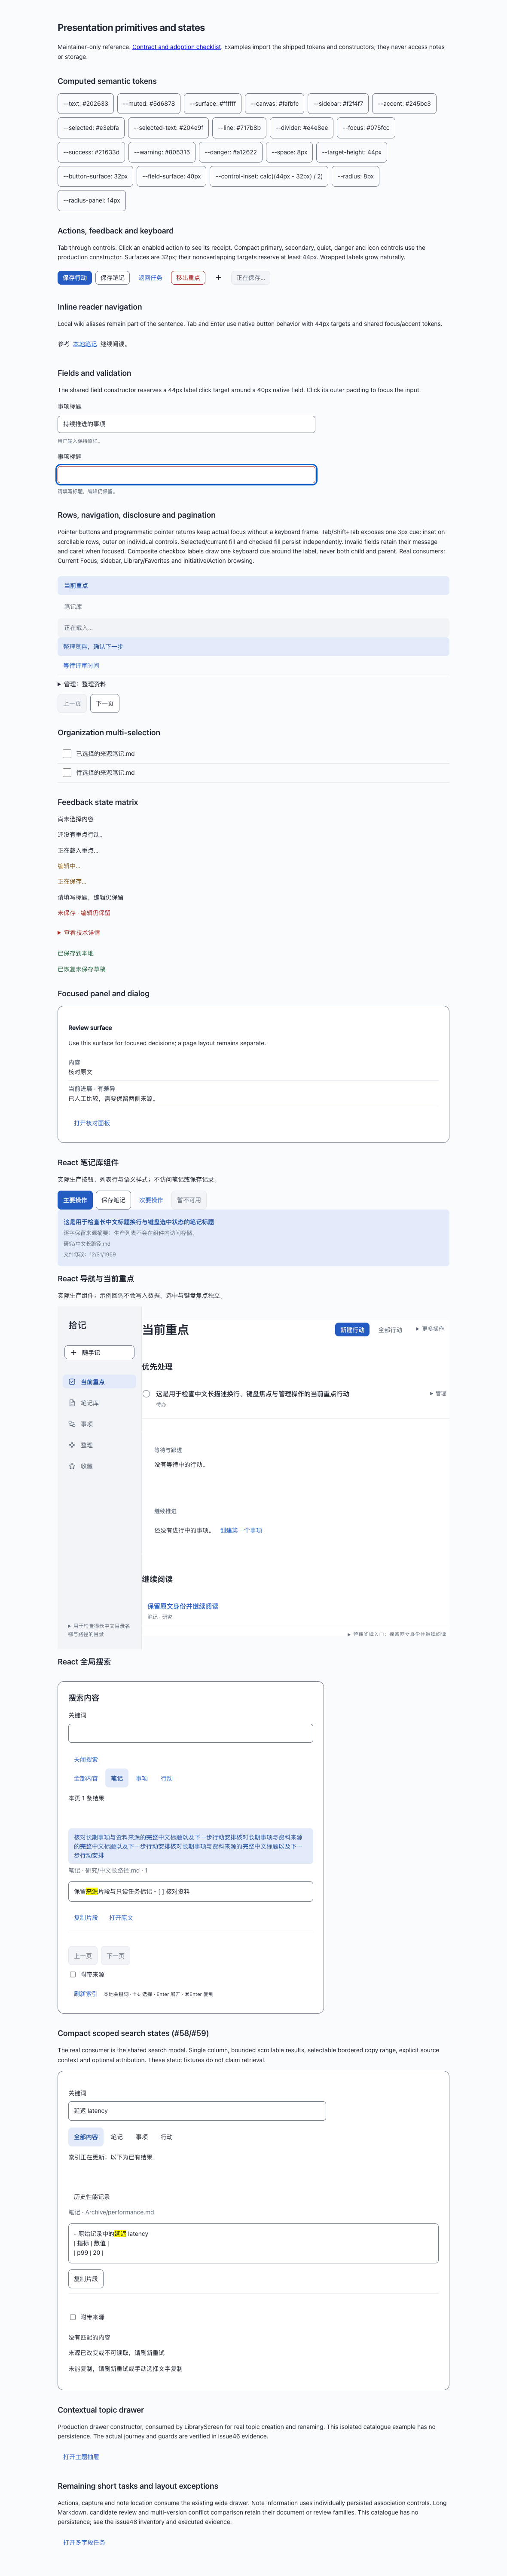 Presentation primitives and states
Maintainer-only reference. Contract and adoption checklist. Examples import the shipped tokens and constructors; they never access notes
or storage.
Computed semantic tokens
--text: #202633
--muted: #5d6878
--surface: #ffffff
--canvas: #fafbfc
--sidebar: #f2f4f7
--accent: #245bc3
--selected: #e3ebfa
--selected-text: #204e9f
--line: #717b8b
--divider: #e4e8ee
--focus: #075fcc
--success: #21633d
--warning: #805315
--danger: #a12622
--space: 8px
--target-height: 44px
--button-surface: 32px
--field-surface: 40px
--control-inset: calc((44px - 32px) / 2)
--radius: 8px
--radius-panel: 14px
Actions, feedback and keyboard
Tab through controls. Click an enabled action to see its receipt. Compact primary, secondary, quiet, danger and icon controls use the
production constructor. Surfaces are 32px; their nonoverlapping targets reserve at least 44px. Wrapped labels grow naturally.
保存行动
保存笔记
返回任务
移出重点
+
正在保存…
Inline reader navigation
Local wiki aliases remain part of the sentence. Tab and Enter use native button behavior with 44px targets and shared focus/accent tokens.
参考 本地笔记 继续阅读。
Fields and validation
The shared field constructor reserves a 44px label click target around a 40px native field. Click its outer padding to focus the input.
事项标题
持续推进的事项
用户输入保持原样。
事项标题
请填写标题，编辑仍保留。
Rows, navigation, disclosure and pagination
Pointer buttons and programmatic pointer returns keep actual focus without a keyboard frame. Tab/Shift+Tab exposes one 3px cue: inset on
scrollable rows, outer on individual controls. Selected/current fill and checked fill persist independently. Invalid fields retain their message
and caret when focused. Composite checkbox labels draw one keyboard cue around the label, never both child and parent. Real consumers:
Current Focus, sidebar, Library/Favorites and Initiative/Action browsing.
当前重点
笔记库
正在载入…
整理资料，确认下一步
等待评审时间
▶ 管理：整理资料
上一页
下一页
Organization multi-selection
已选择的来源笔记.md
待选择的来源笔记.md
Feedback state matrix
尚未选择内容
还没有重点行动。
正在载入重点…
编辑中…
正在保存…
请填写标题，编辑仍保留
未保存 · 编辑仍保留
▶ 查看技术详情
已保存到本地
已恢复未保存草稿
Focused panel and dialog
Review surface
Use this surface for focused decisions; a page layout remains separate.
内容
核对原文
当前进展 · 有差异
已人工比较，需要保留两侧来源。
打开核对面板
React 笔记库组件
实际生产按钮、列表行与语义样式；不访问笔记或保存记录。
主要操作
保存笔记
次要操作
暂不可用
这是用于检查长中文标题换行与键盘选中状态的笔记标题
逐字保留来源摘要；生产列表不会在组件内访问存储。
研究/中文长路径.md
文件修改：12/31/1969
React 导航与当前重点
实际生产组件；示例回调不会写入数据。选中与键盘焦点独立。
拾记
+ 随手记
当前重点
笔记库
事项
整理
收藏
▶ 用于检查很长中文目录名
称与路径的目录
当前重点
新建行动
全部行动
▶ 更多操作
优先处理
这是用于检查中文长描述换行、键盘焦点与管理操作的当前重点行动
▶ 管理
待办
等待与跟进
没有等待中的行动。
继续推进
还没有进行中的事项。 创建第一个事项
继续阅读
保留原文身份并继续阅读
笔记 · 研究
▶ 管理阅读入口：保留原文身份并继续阅读
React 全局搜索
搜索内容
关键词
关闭搜索
全部内容
笔记
事项
行动
本页 1 条结果
核对长期事项与资料来源的完整中文标题以及下一步行动安排核对长期事项与资料来源
的完整中文标题以及下一步行动安排核对长期事项与资料来源的完整中文标题以及下一
步行动安排
笔记 · 研究/中文长路径.md · 1
保留来源片段与只读任务标记 - [ ] 核对资料
复制片段
打开原文
上一页
下一页
附带来源
刷新索引
本地关键词 · ↑↓ 选择 · Enter 展开 · ⌘Enter 复制
Compact scoped search states (#58/#59)
The real consumer is the shared search modal. Single column, bounded scrollable results, selectable bordered copy range, explicit source
context and optional attribution. These static fixtures do not claim retrieval.
关键词
延迟 latency
全部内容
笔记
事项
行动
索引正在更新；以下为已有结果
历史性能记录
笔记 · Archive/performance.md
- 原始记录中的延迟 latency
| 指标 | 数值 |
| p99 | 20 |
复制片段
附带来源
没有匹配的内容
来源已改变或不可读取，请刷新重试
未能复制，请刷新重试或手动选择文字复制
Contextual topic drawer
Production drawer constructor, consumed by LibraryScreen for real topic creation and renaming. This isolated catalogue example has no
persistence. The actual journey and guards are verified in issue46 evidence.
打开主题抽屉
Remaining short tasks and layout exceptions
Actions, capture and note location consume the existing wide drawer. Note information uses individually persisted association controls. Long
Markdown, candidate review and multi-version conflict comparison retain their document or review families. This catalogue has no
persistence; see the issue48 inventory and executed evidence.
打开多字段任务